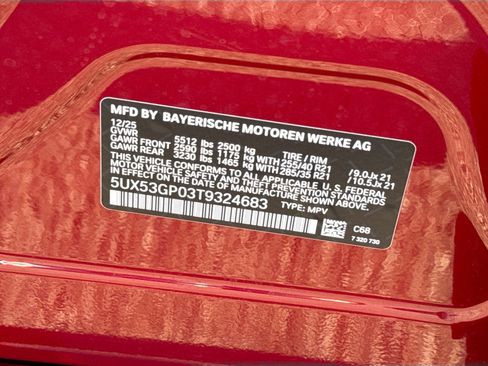 MFD BY BAYERISCHE MOTOREN WERKE AG
12/25
GVWR 5512 lbs 2500 kg TIRE / RIM
GAWR FRONT 2590 lbs 1175 kg WITH 255/40 R21 /9.0Jx21
GAWR REAR 3230 lbs 1465 kg WITH 285/35 R21 /10.5Jx21
THIS VEHICLE CONFORMS TO ALL APPLICABLE U.S. FEDERAL
MOTOR VEHICLE SAFETY AND THEFT PREVENTION STANDARDS
IN EFFECT ON THE DATE OF MANUFACTURE SHOWN ABOVE.
5UX53GP03T9324683
TYPE: MPV
C68
7 320 730